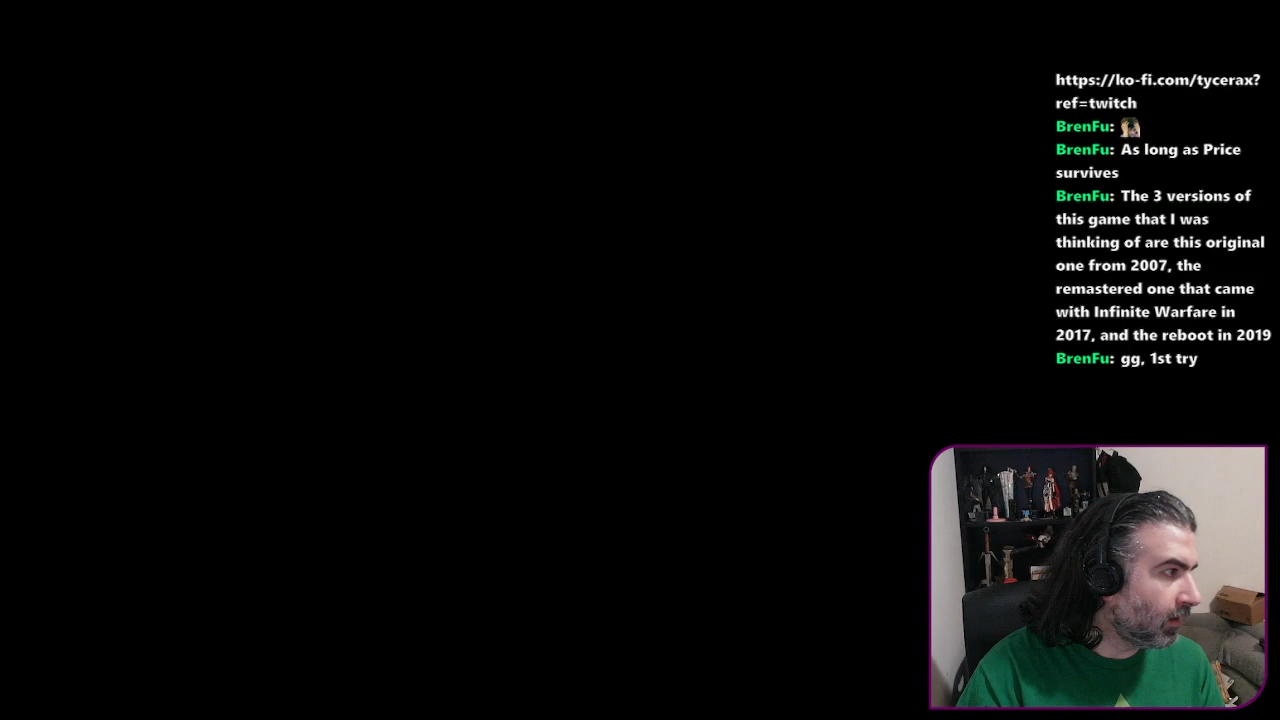 https://ko-fi.com/tycerax?
ref=twitch
BrenFu:
BrenFu: As long as Price
survives
BrenFu: The 3 versions of
this game that I was
thinking of are this original
one from 2007, the
remastered one that came
with Infinite Warfare in
2017, and the reboot in 2019
BrenFu: gg, 1st try